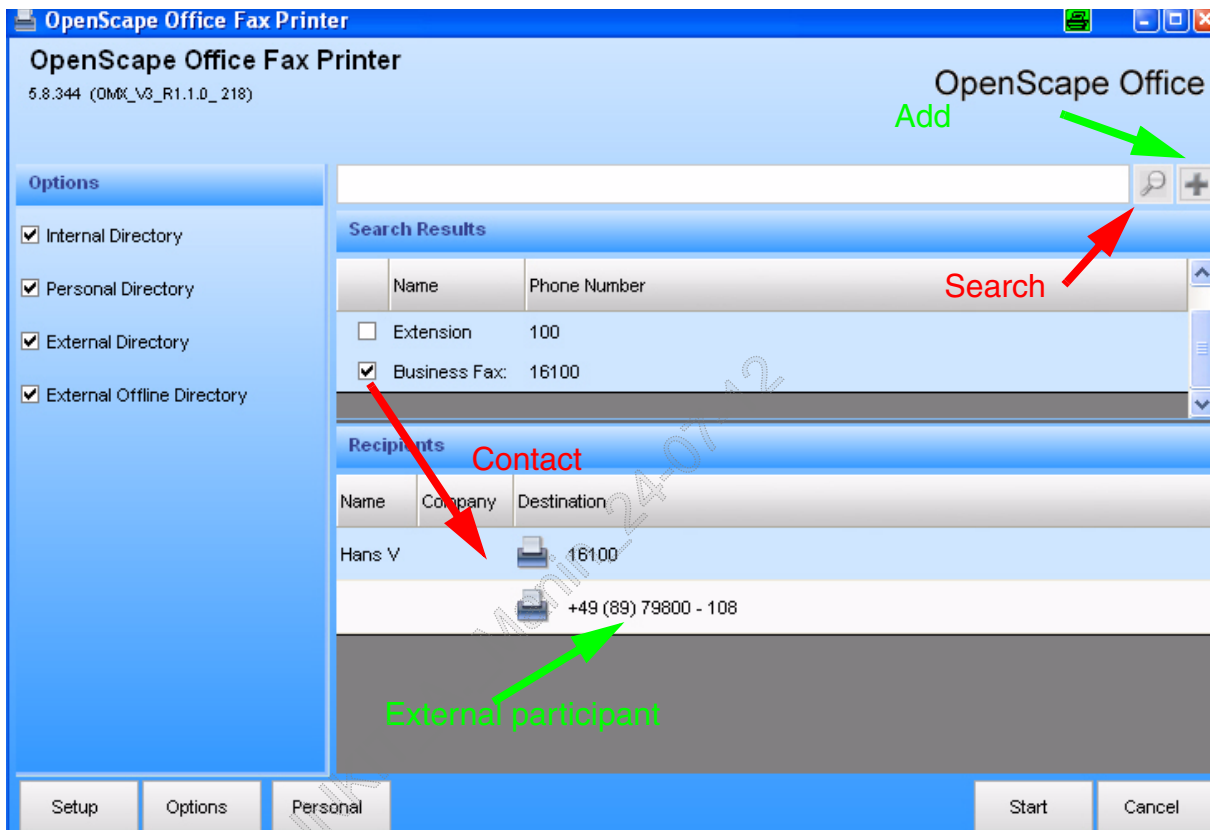 OpenScape Office Fax Printer
OpenScape Office Fax Printer
5.8.344 (OMX_V3_R1.1.0_ 218)
OpenScape Office
Add
Options
Internal Directory
Personal Directory
External Directory
External Offline Directory
Search Results
Search
Name Phone Number
Extension 100
Business Fax: 16100
Recipients
Contact
Name Company Destination
Hans V 16100
+49 (89) 79800 - 108
External participant
Setup Options Personal Start Cancel